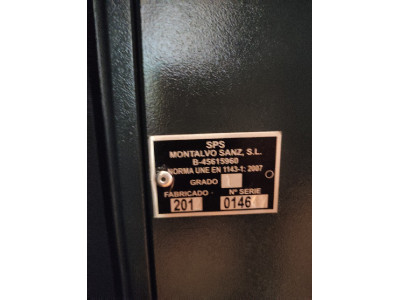 SPS
MONTALVO SANZ, S.L.
B-45615960
NORMA UNE EN 1143-1: 2007
GRADO
FABRICADO Nº SERIE
201 0146